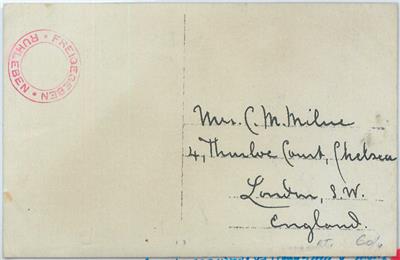 * FREIGEGEBEN * RUHLEBEN
Mrs. C. M. Milne
4, Thurloe Court, Chelsea
London, S.W.
England.